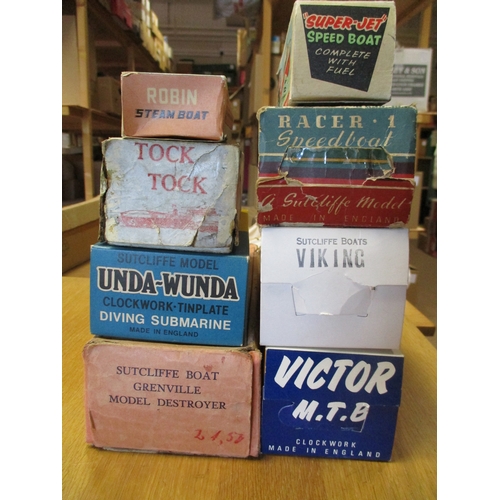 ROBIN
STEAM BOAT
TOCK
TOCK
SUTCLIFFE MODEL
UNDA-WUNDA
CLOCKWORK-TINPLATE
DIVING SUBMARINE
MADE IN ENGLAND
SUTCLIFFE BOAT
GRENVILLE
MODEL DESTROYER
"SUPER-JET"
SPEED BOAT
COMPLETE
WITH
FUEL
RACER·1
Speedboat
A Sutcliffe Model
MADE IN ENGLAND
SUTCLIFFE BOATS
VIKING
VICTOR
M.T.B
CLOCKWORK
MADE IN ENGLAND